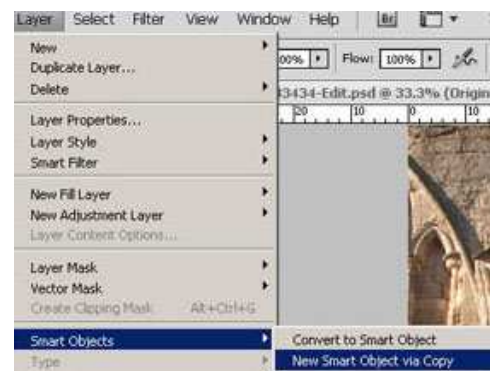 Layer Select Filter View Window Help Br
00% Flow: 100%
33434-Edit.psd @ 33.3% (Origin
20 10 0 10
New
Duplicate Layer...
Delete
Layer Properties...
Layer Style
Smart Filter
New Fill Layer
New Adjustment Layer
Layer Content Options...
Layer Mask
Vector Mask
Create Clipping Mask Alt+Ctrl+G
Smart Objects
Type
Convert to Smart Object
New Smart Object via Copy